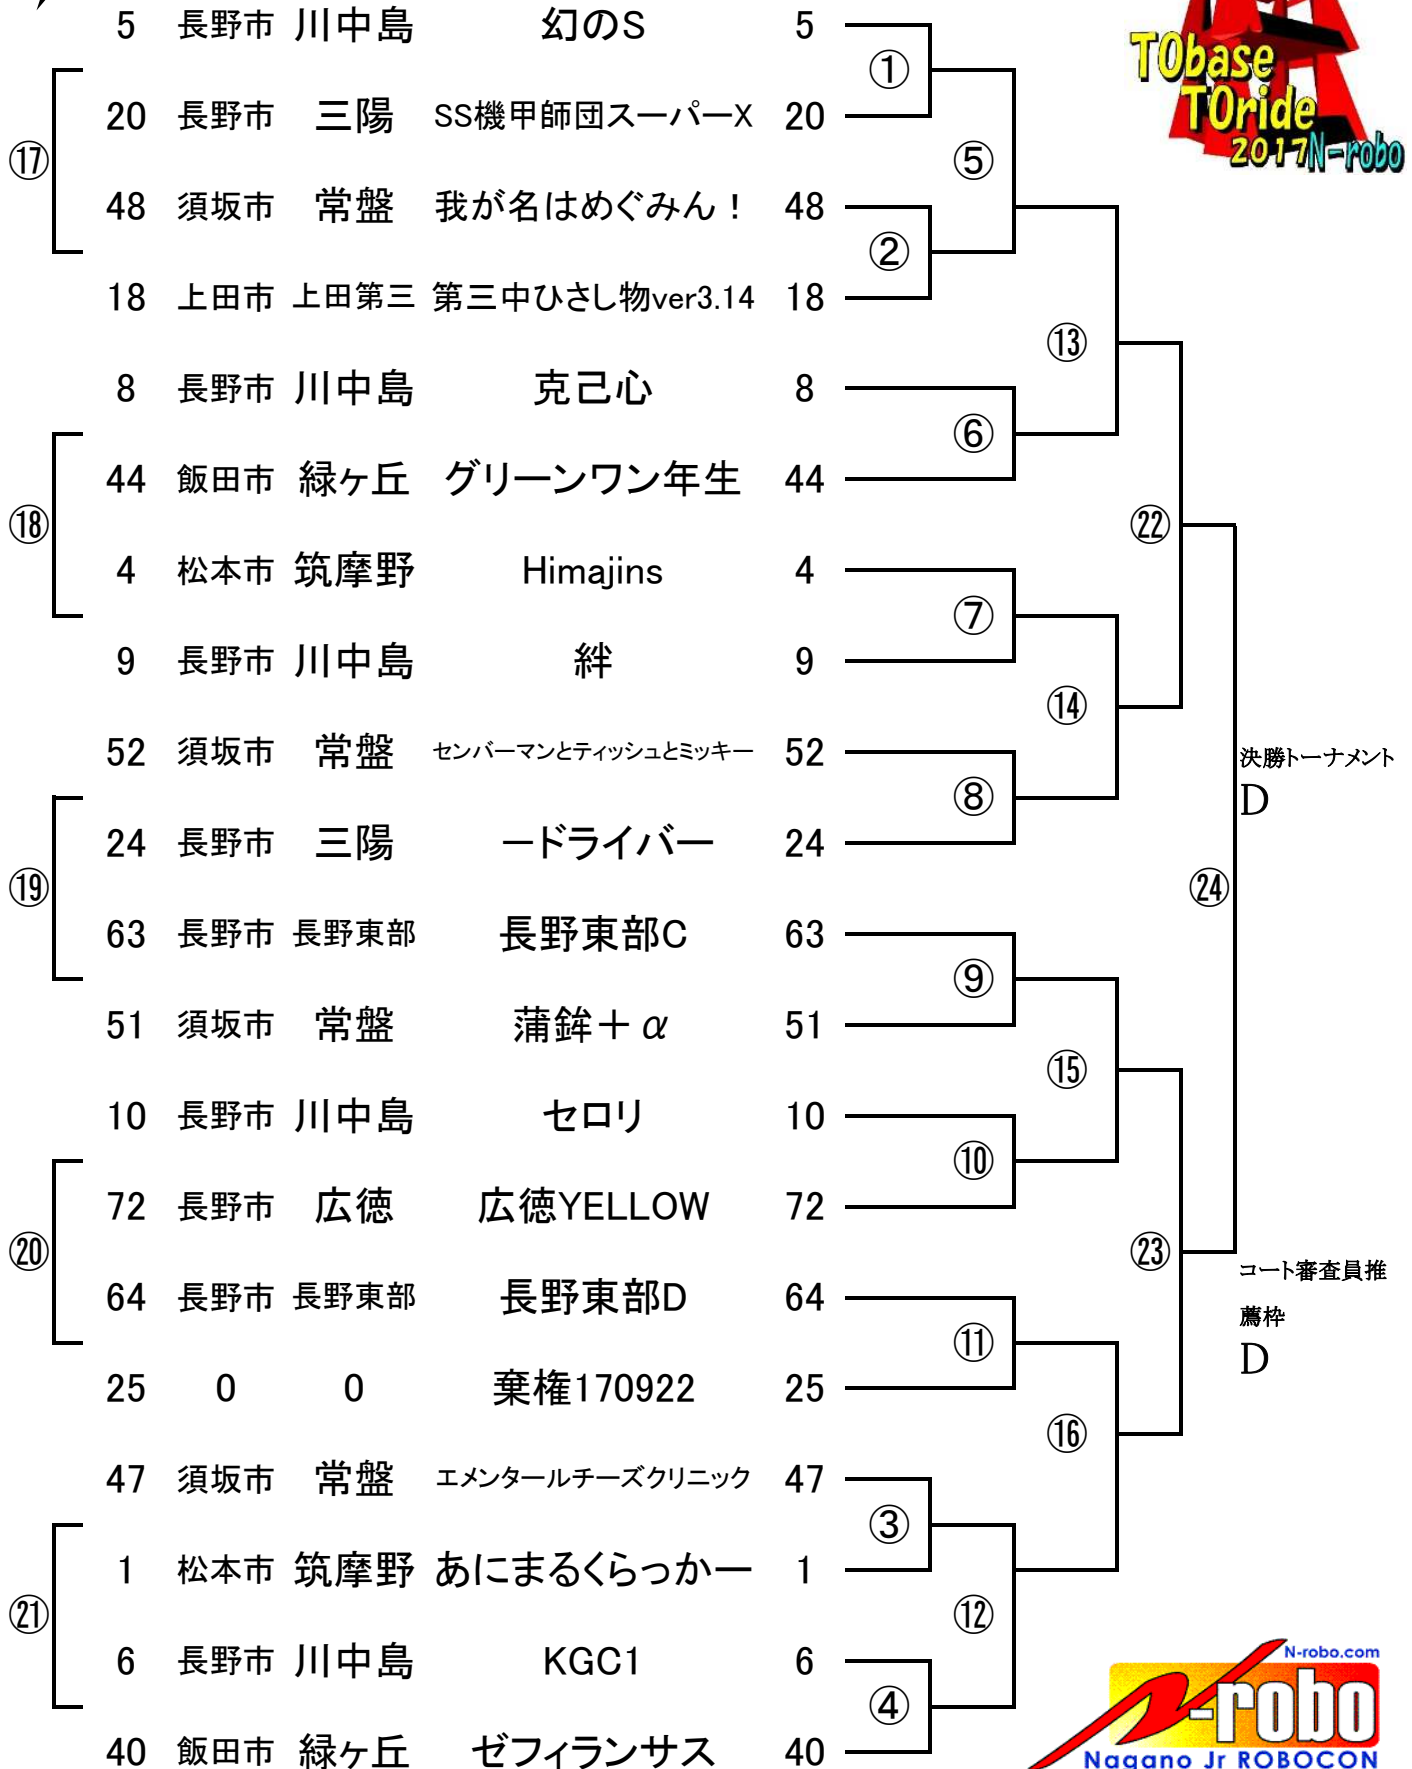 5 長野市 川中島 幻のS 5
①
TObase
TOride
2017N-robo
20 長野市 三陽 SS機甲師団スーパーX 20
⑰
⑤
48 須坂市 常盤 我が名はめぐみん！ 48
②
18 上田市 上田第三 第三中ひさし物ver3.14 18
⑬
8 長野市 川中島 克己心 8
⑥
44 飯田市 緑ヶ丘 グリーンワン年生 44
⑱
㉒
4 松本市 筑摩野 Himajins 4
⑦
9 長野市 川中島 絆 9
⑭
52 須坂市 常盤 センバーマンとティッシュとミッキー 52
決勝トーナメント
D
⑧
24 長野市 三陽 ードライバー 24
⑲
㉔
63 長野市 長野東部 長野東部C 63
⑨
51 須坂市 常盤 蒲鉾＋α 51
⑮
10 長野市 川中島 セロリ 10
⑩
72 長野市 広徳 広徳YELLOW 72
⑳
㉓
コート審査員推
薦枠
D
64 長野市 長野東部 長野東部D 64
⑪
25 0 0 棄権170922 25
⑯
47 須坂市 常盤 エメンタールチーズクリニック 47
③
1 松本市 筑摩野 あにまるくらっかー 1
㉑
⑫
6 長野市 川中島 KGC1 6
④
40 飯田市 緑ヶ丘 ゼフィランサス 40
N-robo.com
N-robo
Nagano Jr ROBOCON